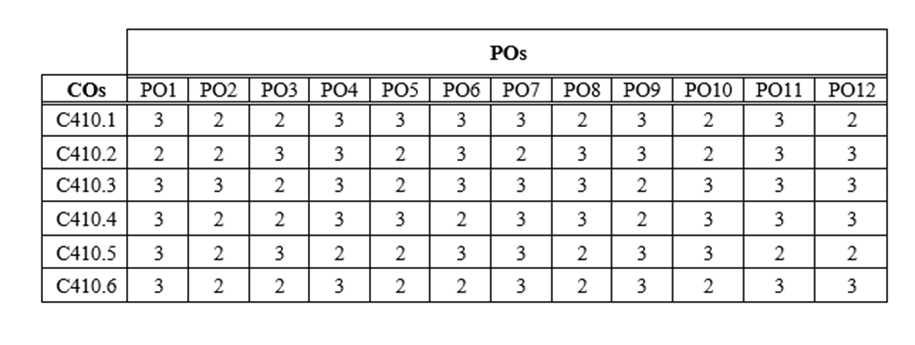 POs
COs PO1 PO2 PO3 PO4 PO5 PO6 PO7 PO8 PO9 PO10 PO11 PO12
C410.1 3 2 2 3 3 3 3 2 3 2 3 2
C410.2 2 2 3 3 2 3 2 3 3 2 3 3
C410.3 3 3 2 3 2 3 3 3 2 3 3 3
C410.4 3 2 2 3 3 2 3 3 2 3 3 3
C410.5 3 2 3 2 2 3 3 2 3 3 2 2
C410.6 3 2 2 3 2 2 3 2 3 2 3 3